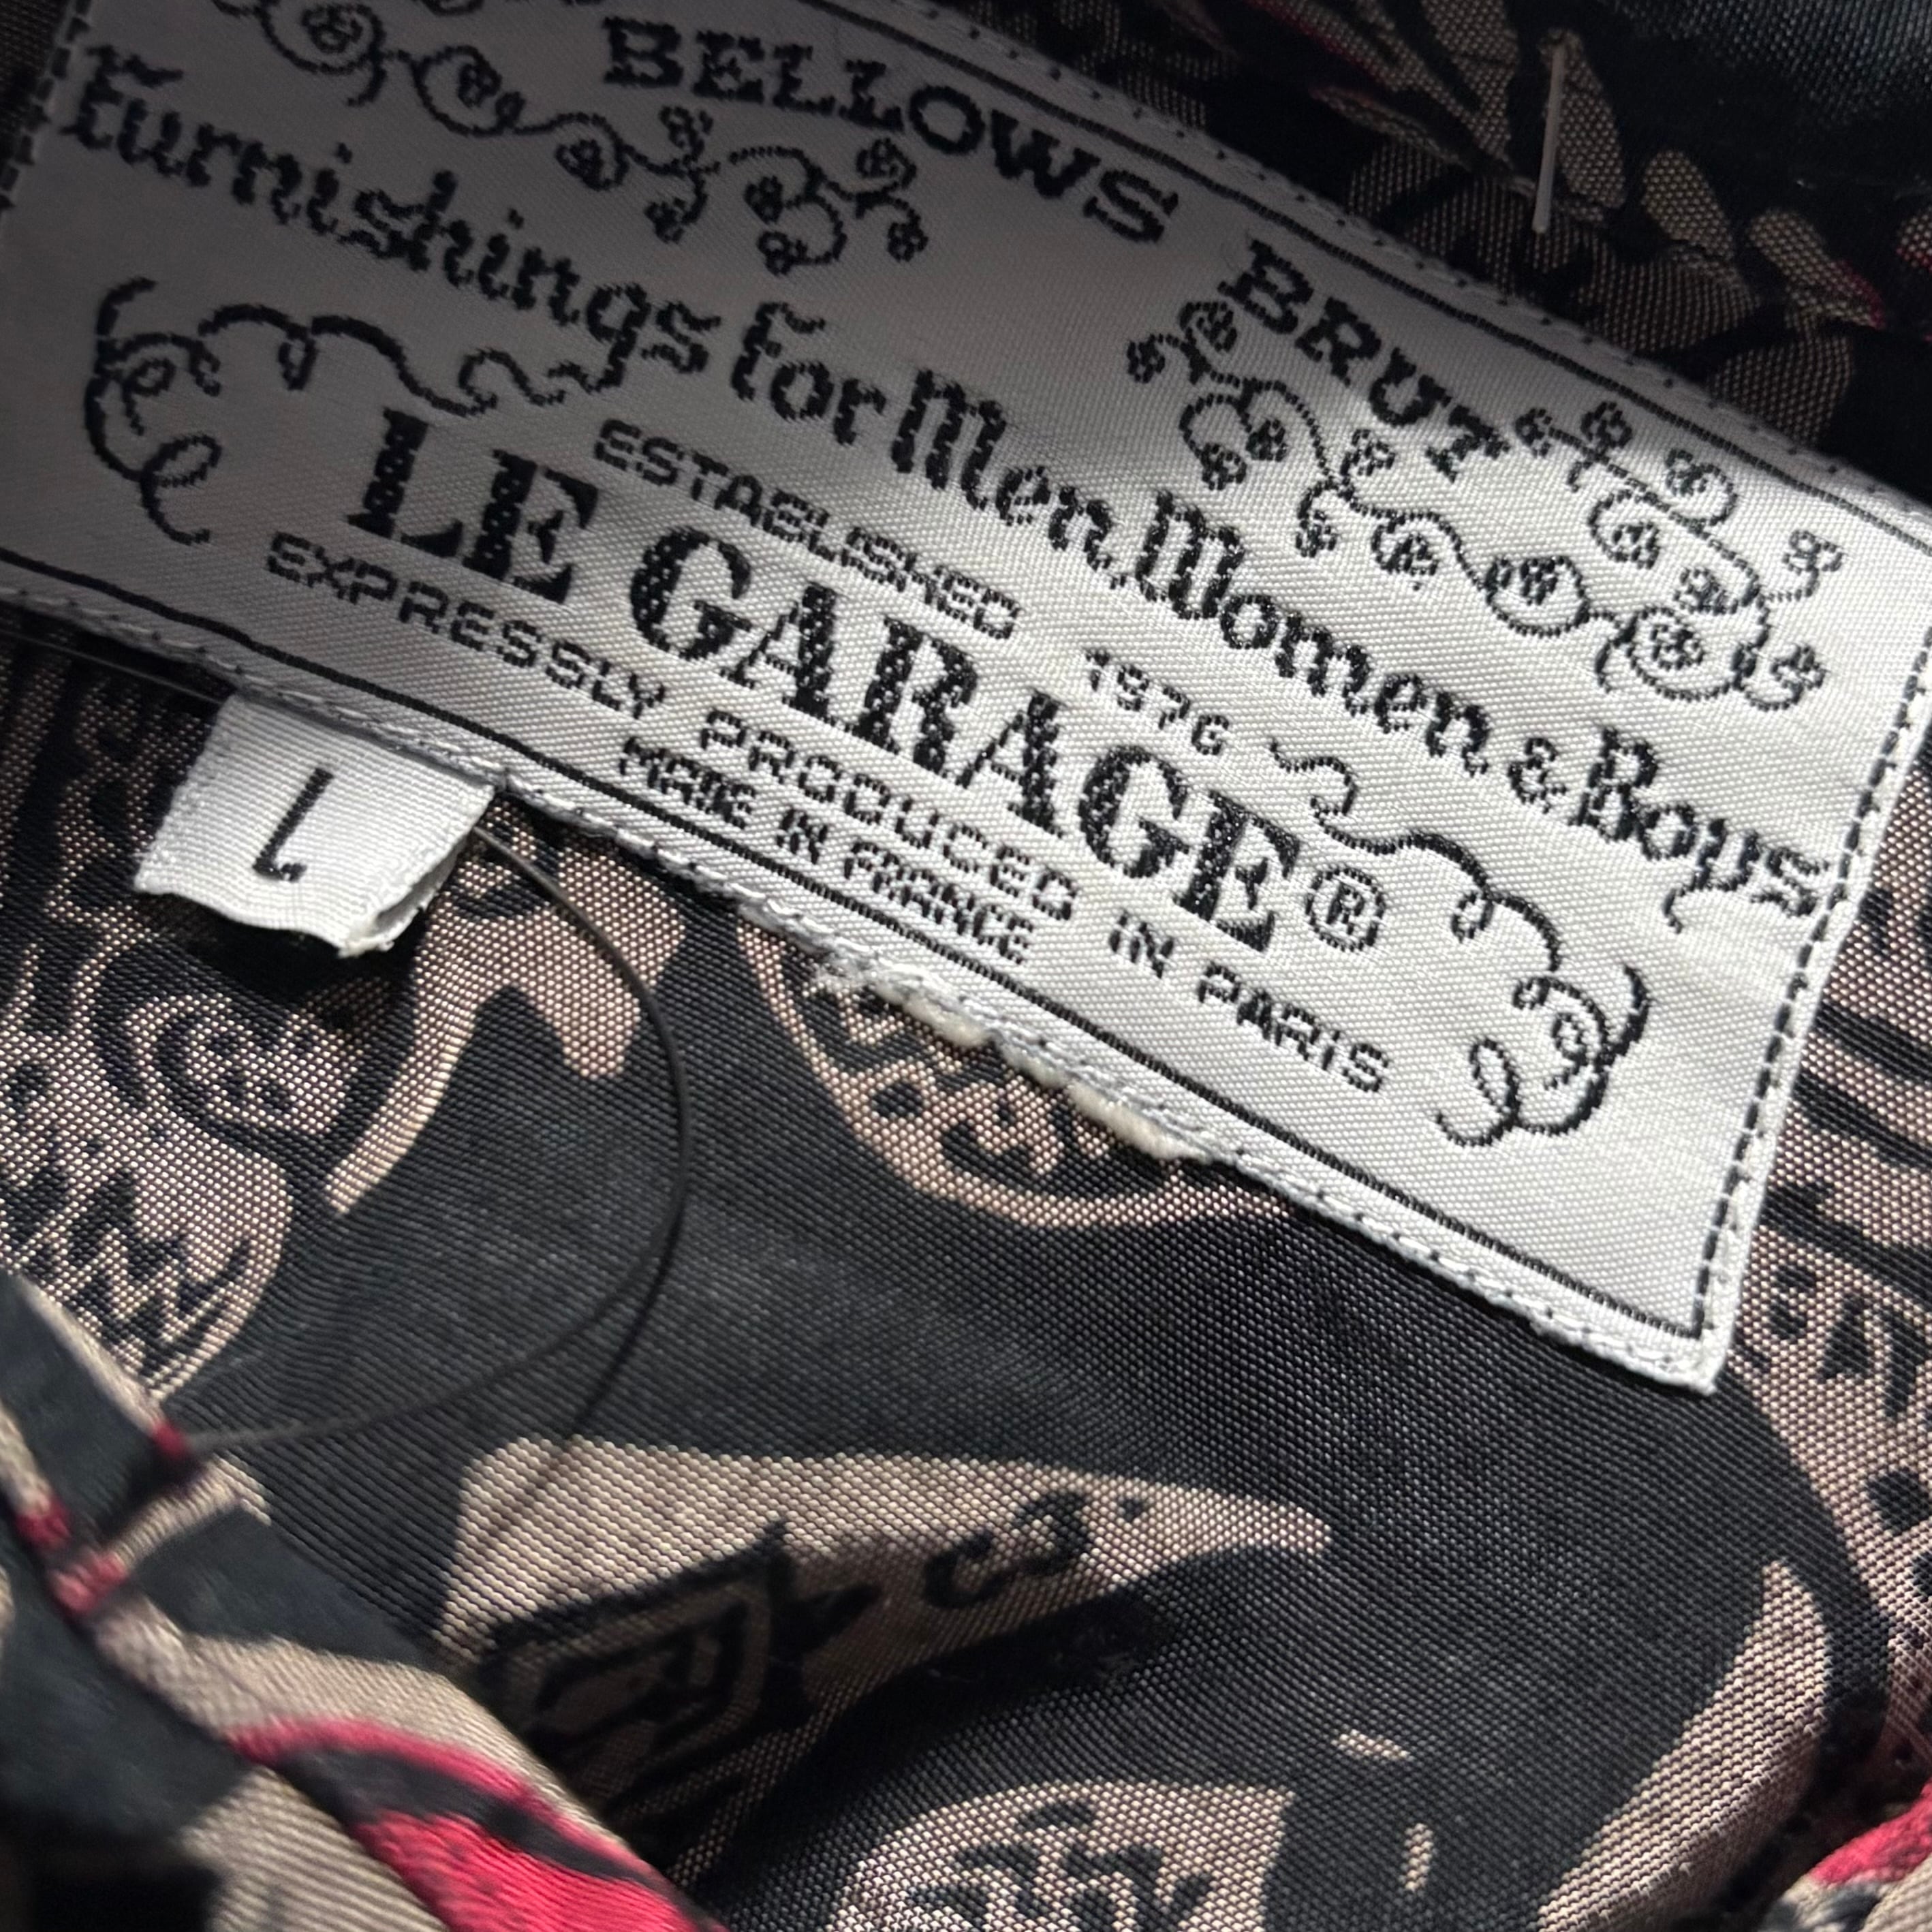 BELLOWS BRUT
Furnishings for Men, Women & Boys
ESTABLISHED 1976
LE GARAGE®
EXPRESSLY PRODUCED IN PARIS
MADE IN FRANCE
L